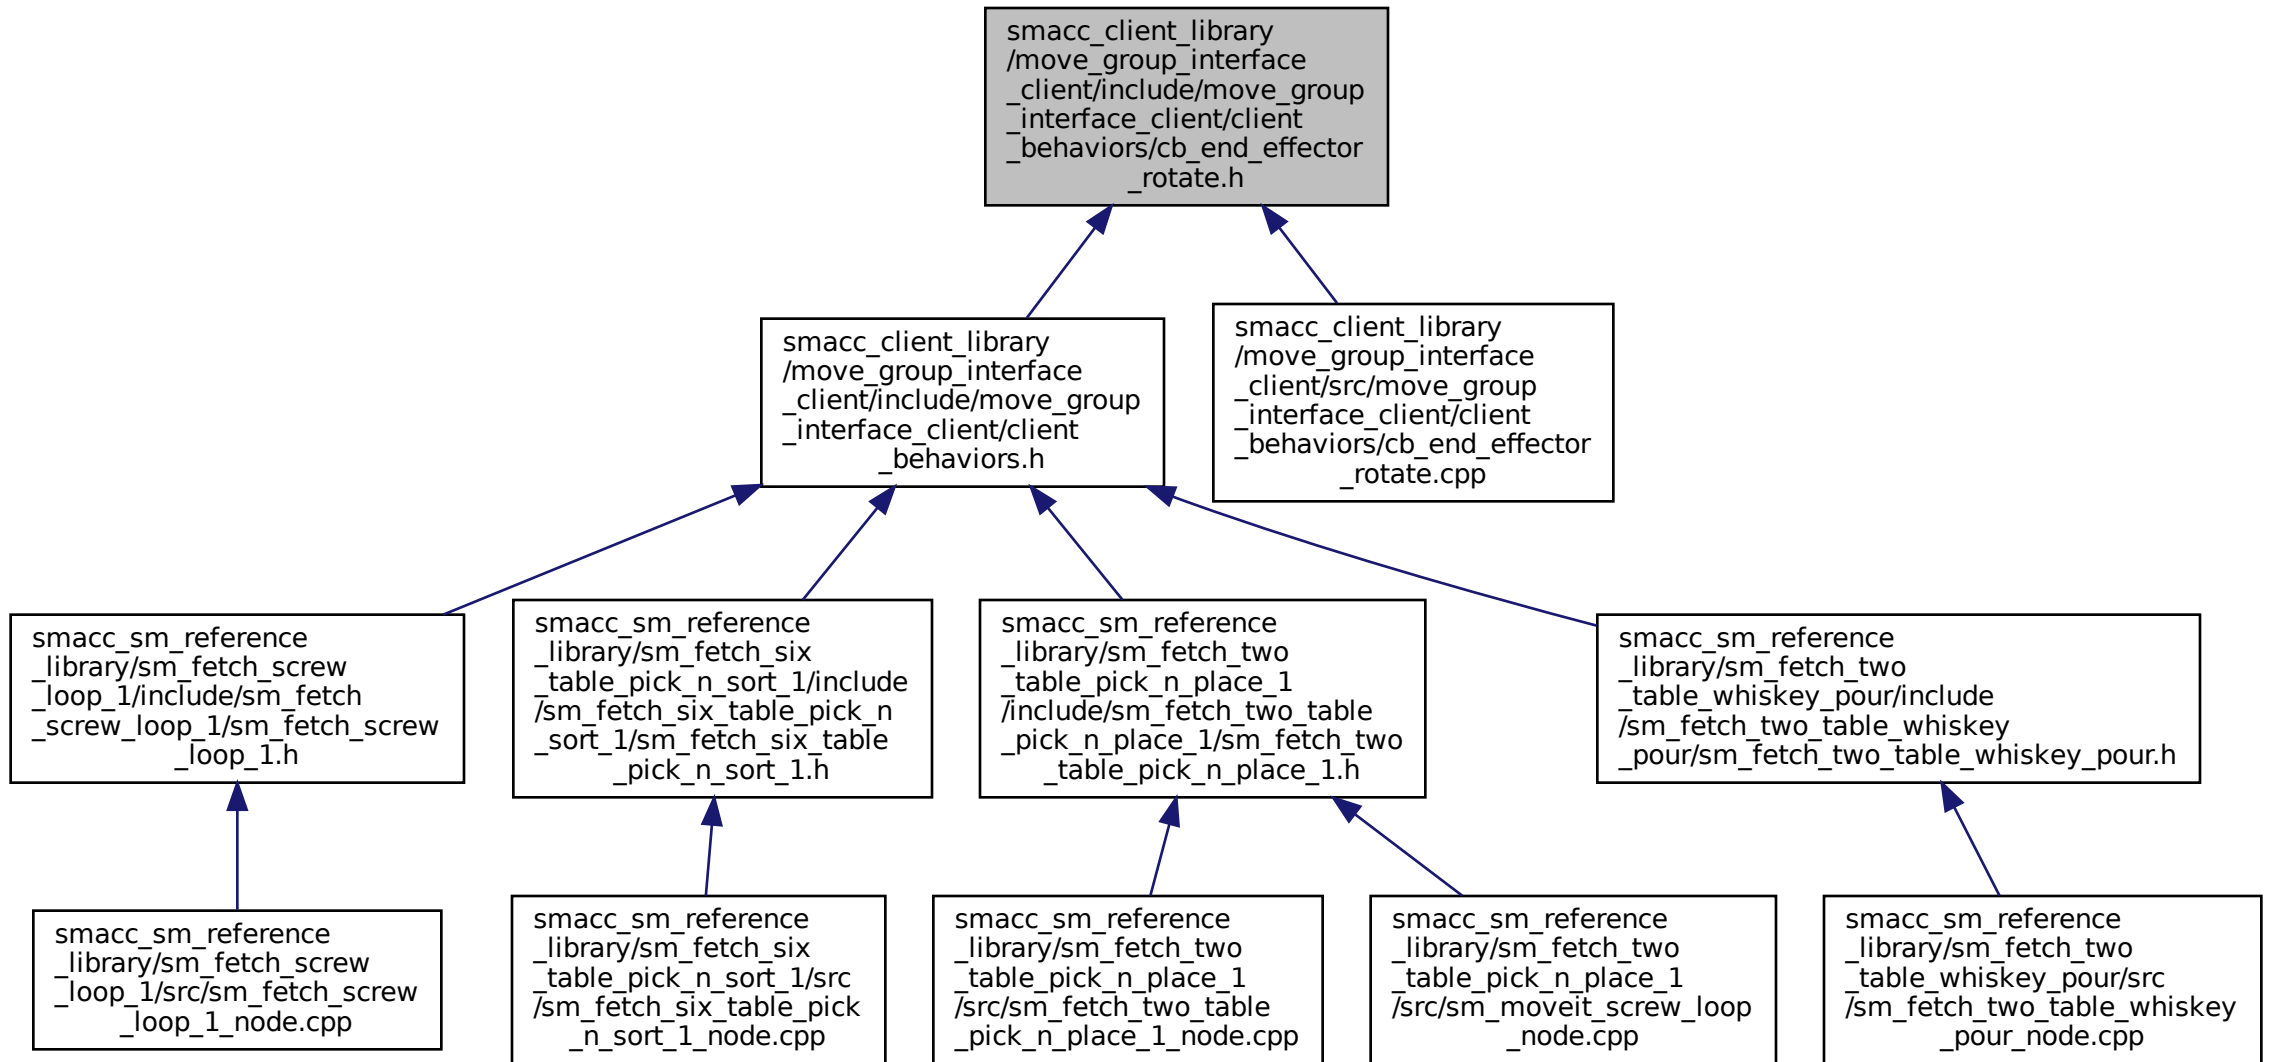 smacc_client_library
/move_group_interface
_client/include/move_group
_interface_client/client
_behaviors/cb_end_effector
_rotate.h
smacc_client_library
/move_group_interface
_client/include/move_group
_interface_client/client
_behaviors.h
smacc_client_library
/move_group_interface
_client/src/move_group
_interface_client/client
_behaviors/cb_end_effector
_rotate.cpp
smacc_sm_reference
_library/sm_fetch_screw
_loop_1/include/sm_fetch
_screw_loop_1/sm_fetch_screw
_loop_1.h
smacc_sm_reference
_library/sm_fetch_six
_table_pick_n_sort_1/include
/sm_fetch_six_table_pick_n
_sort_1/sm_fetch_six_table
_pick_n_sort_1.h
smacc_sm_reference
_library/sm_fetch_two
_table_pick_n_place_1
/include/sm_fetch_two_table
_pick_n_place_1/sm_fetch_two
_table_pick_n_place_1.h
smacc_sm_reference
_library/sm_fetch_two
_table_whiskey_pour/include
/sm_fetch_two_table_whiskey
_pour/sm_fetch_two_table_whiskey_pour.h
smacc_sm_reference
_library/sm_fetch_screw
_loop_1/src/sm_fetch_screw
_loop_1_node.cpp
smacc_sm_reference
_library/sm_fetch_six
_table_pick_n_sort_1/src
/sm_fetch_six_table_pick
_n_sort_1_node.cpp
smacc_sm_reference
_library/sm_fetch_two
_table_pick_n_place_1
/src/sm_fetch_two_table
_pick_n_place_1_node.cpp
smacc_sm_reference
_library/sm_fetch_two
_table_pick_n_place_1
/src/sm_moveit_screw_loop
_node.cpp
smacc_sm_reference
_library/sm_fetch_two
_table_whiskey_pour/src
/sm_fetch_two_table_whiskey
_pour_node.cpp